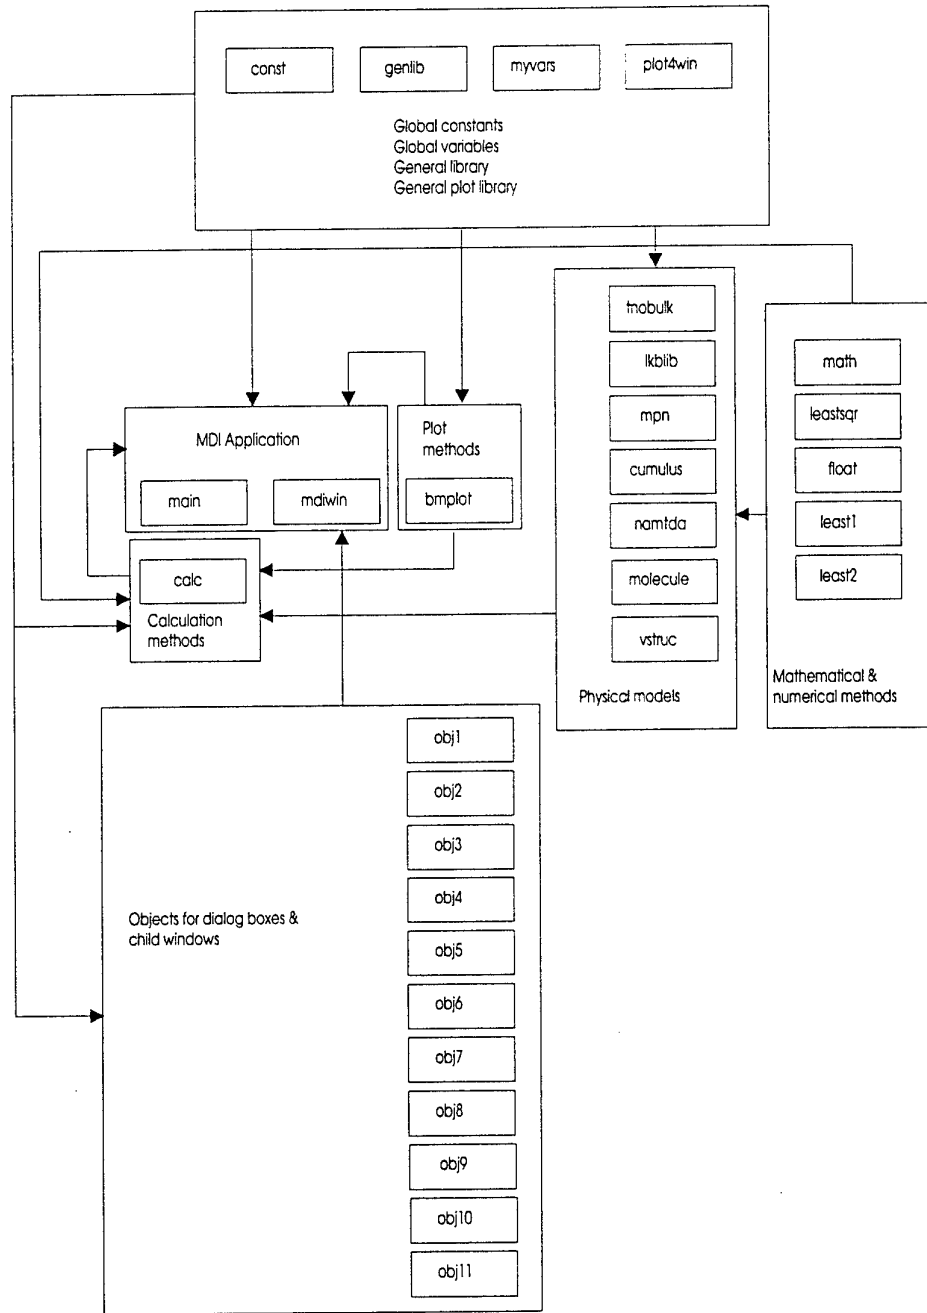 const
genlib
myvars
plot4win
Global constants
Global variables
General library
General plot library
tnobulk
lkblib
mpn
cumulus
namtda
molecule
vstruc
Physical models
math
leastsqr
float
least1
least2
Mathematical &
numerical methods
MDI Application
main
mdiwin
Plot
methods
bmplot
calc
Calculation
methods
Objects for dialog boxes &
child windows
obj1
obj2
obj3
obj4
obj5
obj6
obj7
obj8
obj9
obj10
obj11